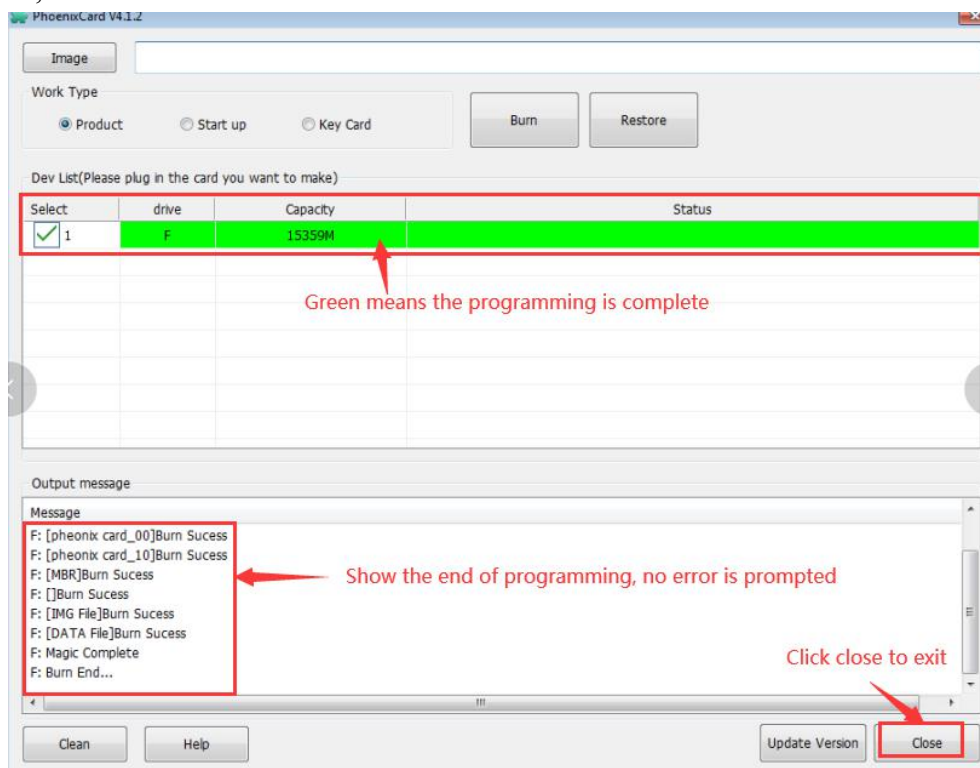 PhoenixCard V4.1.2
Image
Work Type
Product Start up Key Card
Burn Restore
Dev List(Please plug in the card you want to make)
Select drive Capacity Status
1 F 15359M
Green means the programming is complete
Output message
Message
F: [pheonix card_00]Burn Sucess
F: [pheonix card_10]Burn Sucess
F: [MBR]Burn Sucess
F: []Burn Sucess
F: [IMG File]Burn Sucess
F: [DATA File]Burn Sucess
F: Magic Complete
F: Burn End...
Show the end of programming, no error is prompted
Click close to exit
Clean Help Update Version Close